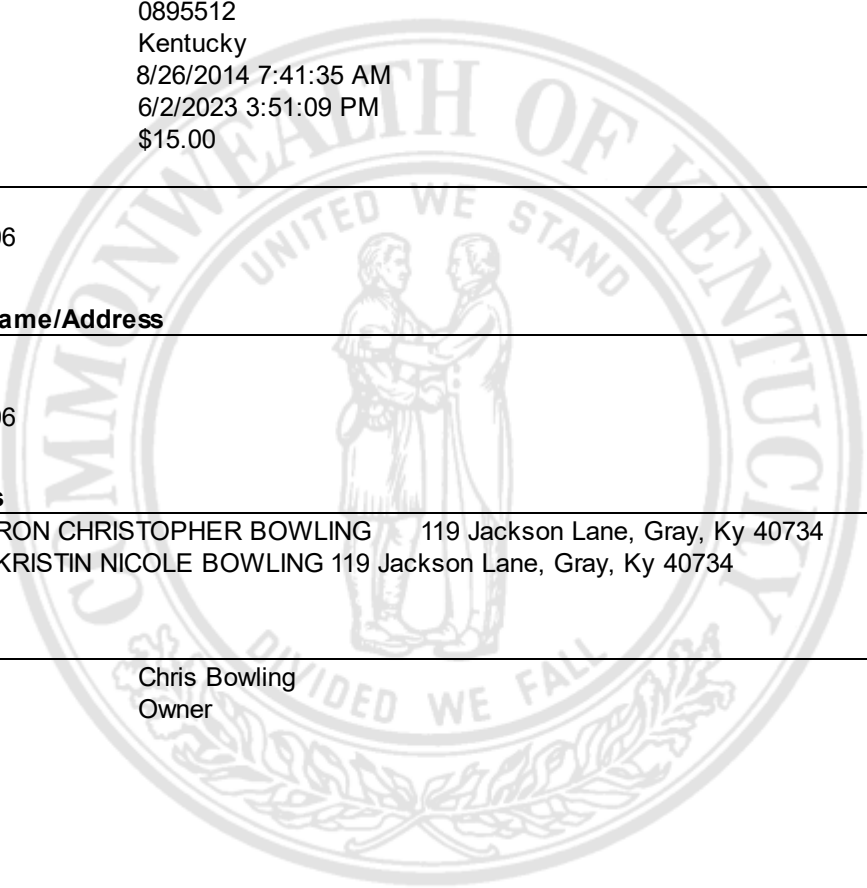 0895512
Kentucky
8/26/2014 7:41:35 AM
6/2/2023 3:51:09 PM
$15.00
COMMONWEALTH OF KENTUCKY
UNITED WE STAND
06
ame/Address
06
s
RON CHRISTOPHER BOWLING 119 Jackson Lane, Gray, Ky 40734
KRISTIN NICOLE BOWLING 119 Jackson Lane, Gray, Ky 40734
Chris Bowling
Owner
DIVIDED WE FALL